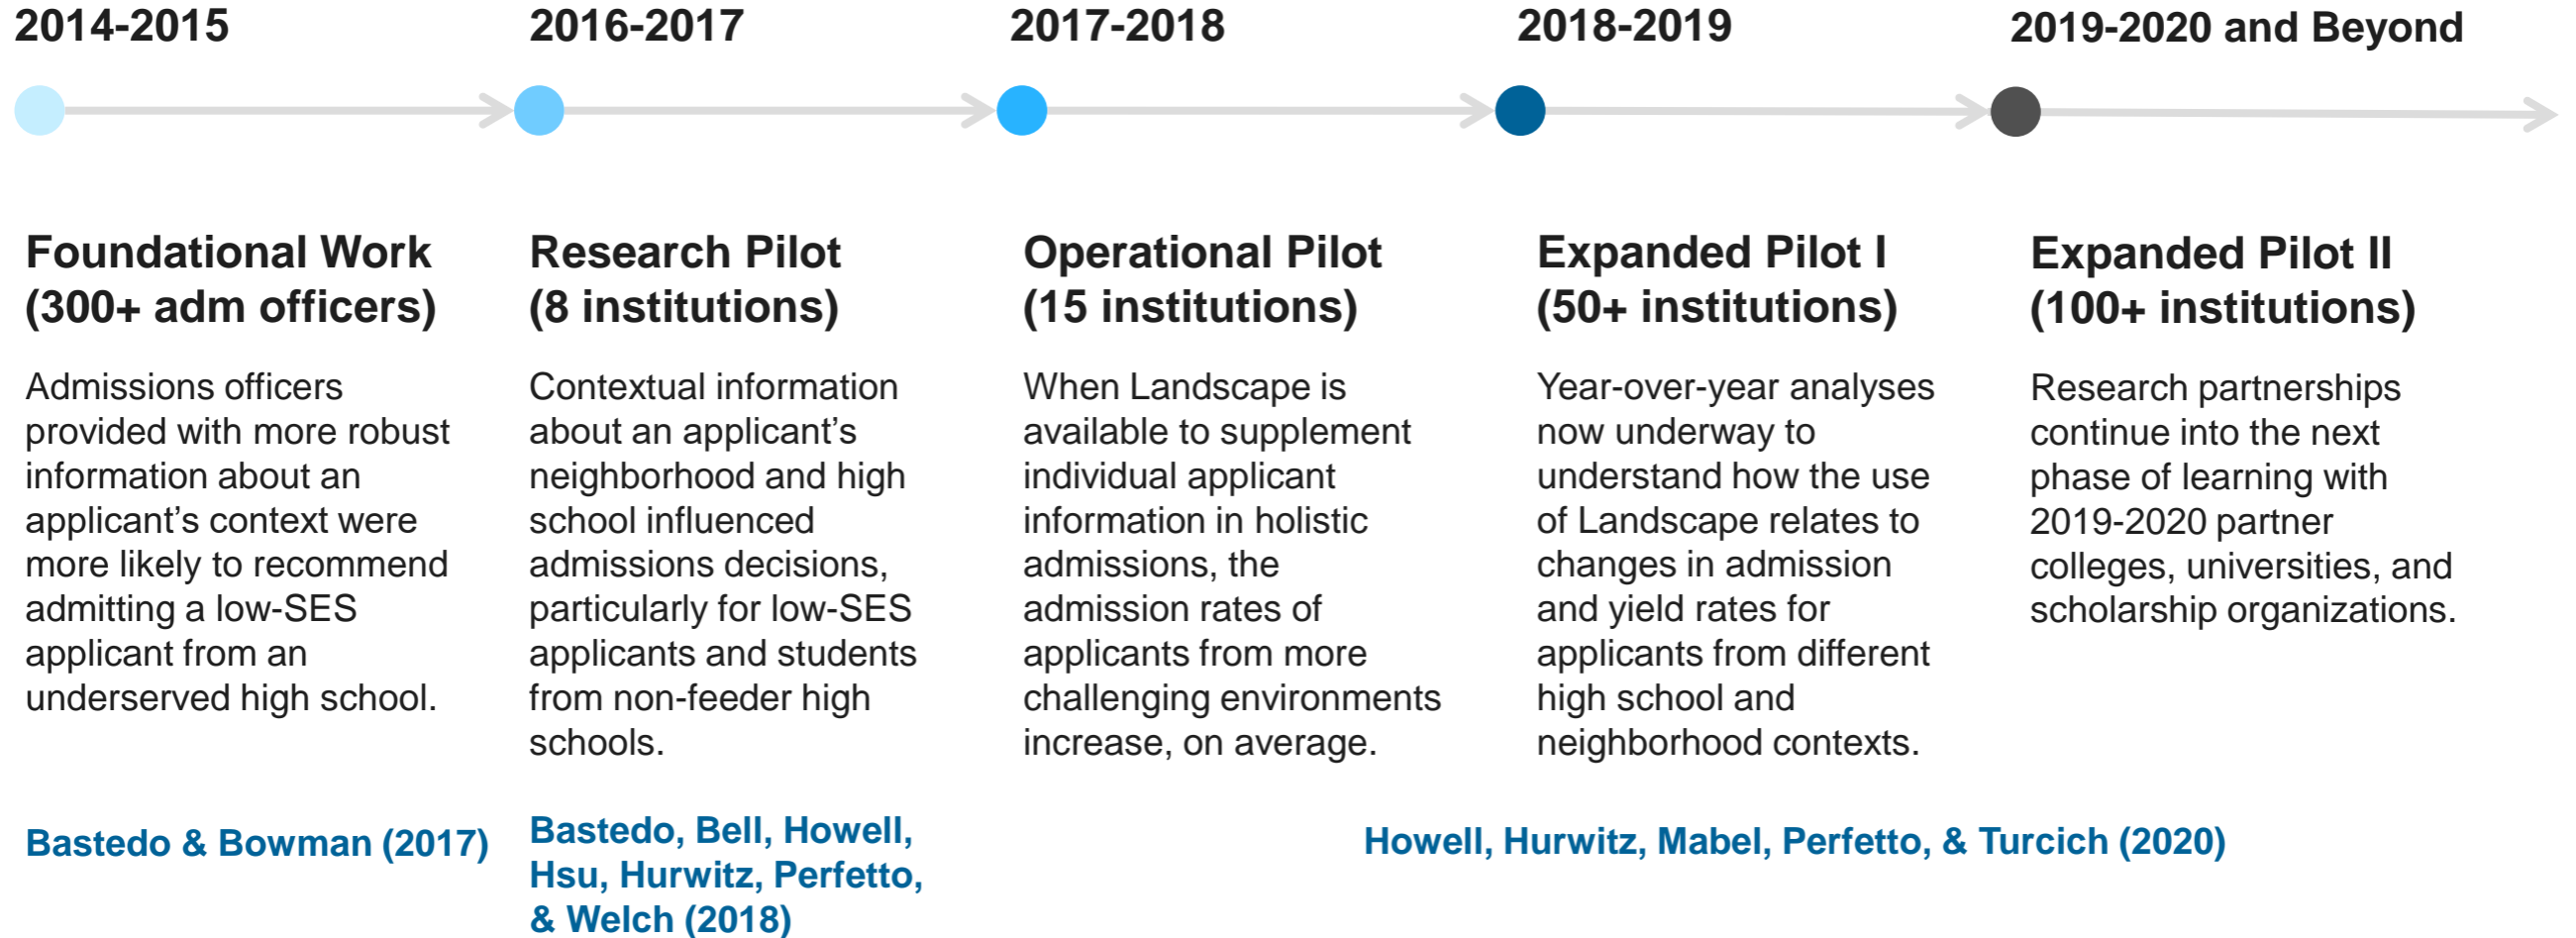 2014-2015
2016-2017
2017-2018
2018-2019
2019-2020 and Beyond
Foundational Work
(300+ adm officers)
Admissions officers
provided with more robust
information about an
applicant’s context were
more likely to recommend
admitting a low-SES
applicant from an
underserved high school.
Bastedo & Bowman (2017)
Research Pilot
(8 institutions)
Contextual information
about an applicant’s
neighborhood and high
school influenced
admissions decisions,
particularly for low-SES
applicants and students
from non-feeder high
schools.
Bastedo, Bell, Howell,
Hsu, Hurwitz, Perfetto,
& Welch (2018)
Operational Pilot
(15 institutions)
When Landscape is
available to supplement
individual applicant
information in holistic
admissions, the
admission rates of
applicants from more
challenging environments
increase, on average.
Expanded Pilot I
(50+ institutions)
Year-over-year analyses
now underway to
understand how the use
of Landscape relates to
changes in admission
and yield rates for
applicants from different
high school and
neighborhood contexts.
Expanded Pilot II
(100+ institutions)
Research partnerships
continue into the next
phase of learning with
2019-2020 partner
colleges, universities, and
scholarship organizations.
Howell, Hurwitz, Mabel, Perfetto, & Turcich (2020)